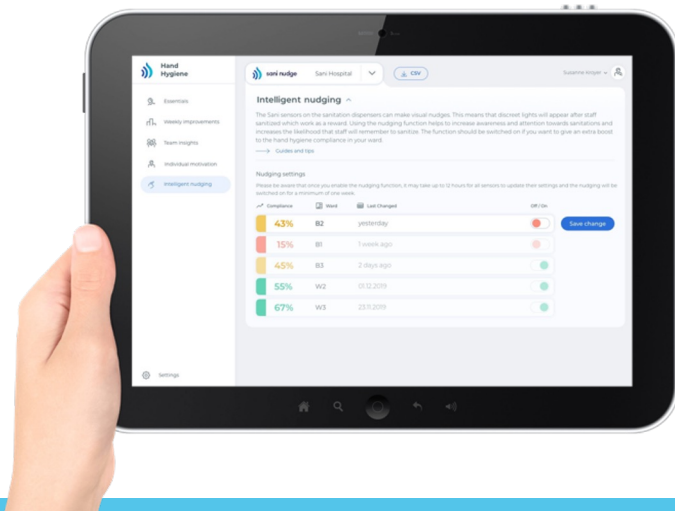 Hand
Hygiene
Essentials
Weekly improvements
Team insights
Individual motivation
Intelligent nudging
Settings
sani nudge
Sani Hospital
CSV
Susanne Krøyer
Intelligent nudging
The Sani sensors on the sanitation dispensers can make visual nudges. This means that discreet lights will appear after staff
sanitized which work as a reward. Using the nudging function helps to increase awareness and attention towards sanitations and
increases the likelihood that staff will remember to sanitize. The function should be switched on if you want to give an extra boost
to the hand hygiene compliance in your ward.
Guides and tips
Nudging settings
Please be aware that once you enable the nudging function, it may take up to 12 hours for all sensors to update their settings and the nudging will be
switched on for a minimum of one week.
Compliance Ward Last Changed Off / On
43% B2 yesterday Save change
15% B1 1 week ago
45% B3 2 days ago
55% W2 01.12.2019
67% W3 23.11.2019